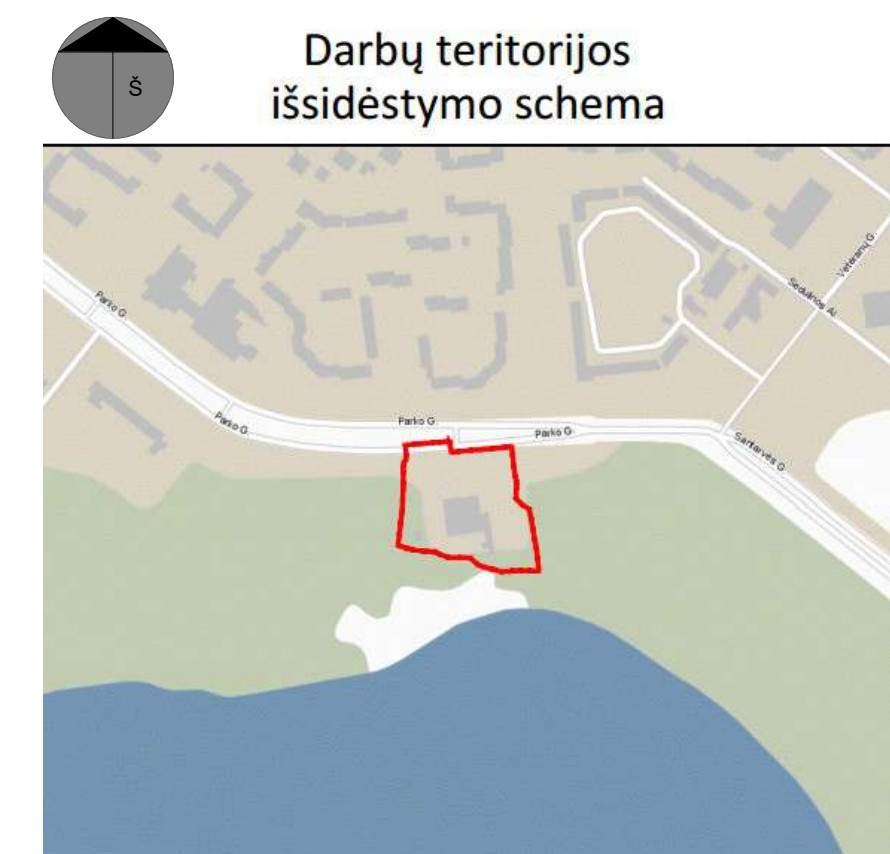 Š
Darbų teritorijos
išsidėstymo schema
Veteranų G.
Sedulinos Al.
Parko G.
Parko G.
Parko G.
Parko G.
Santarvės G.